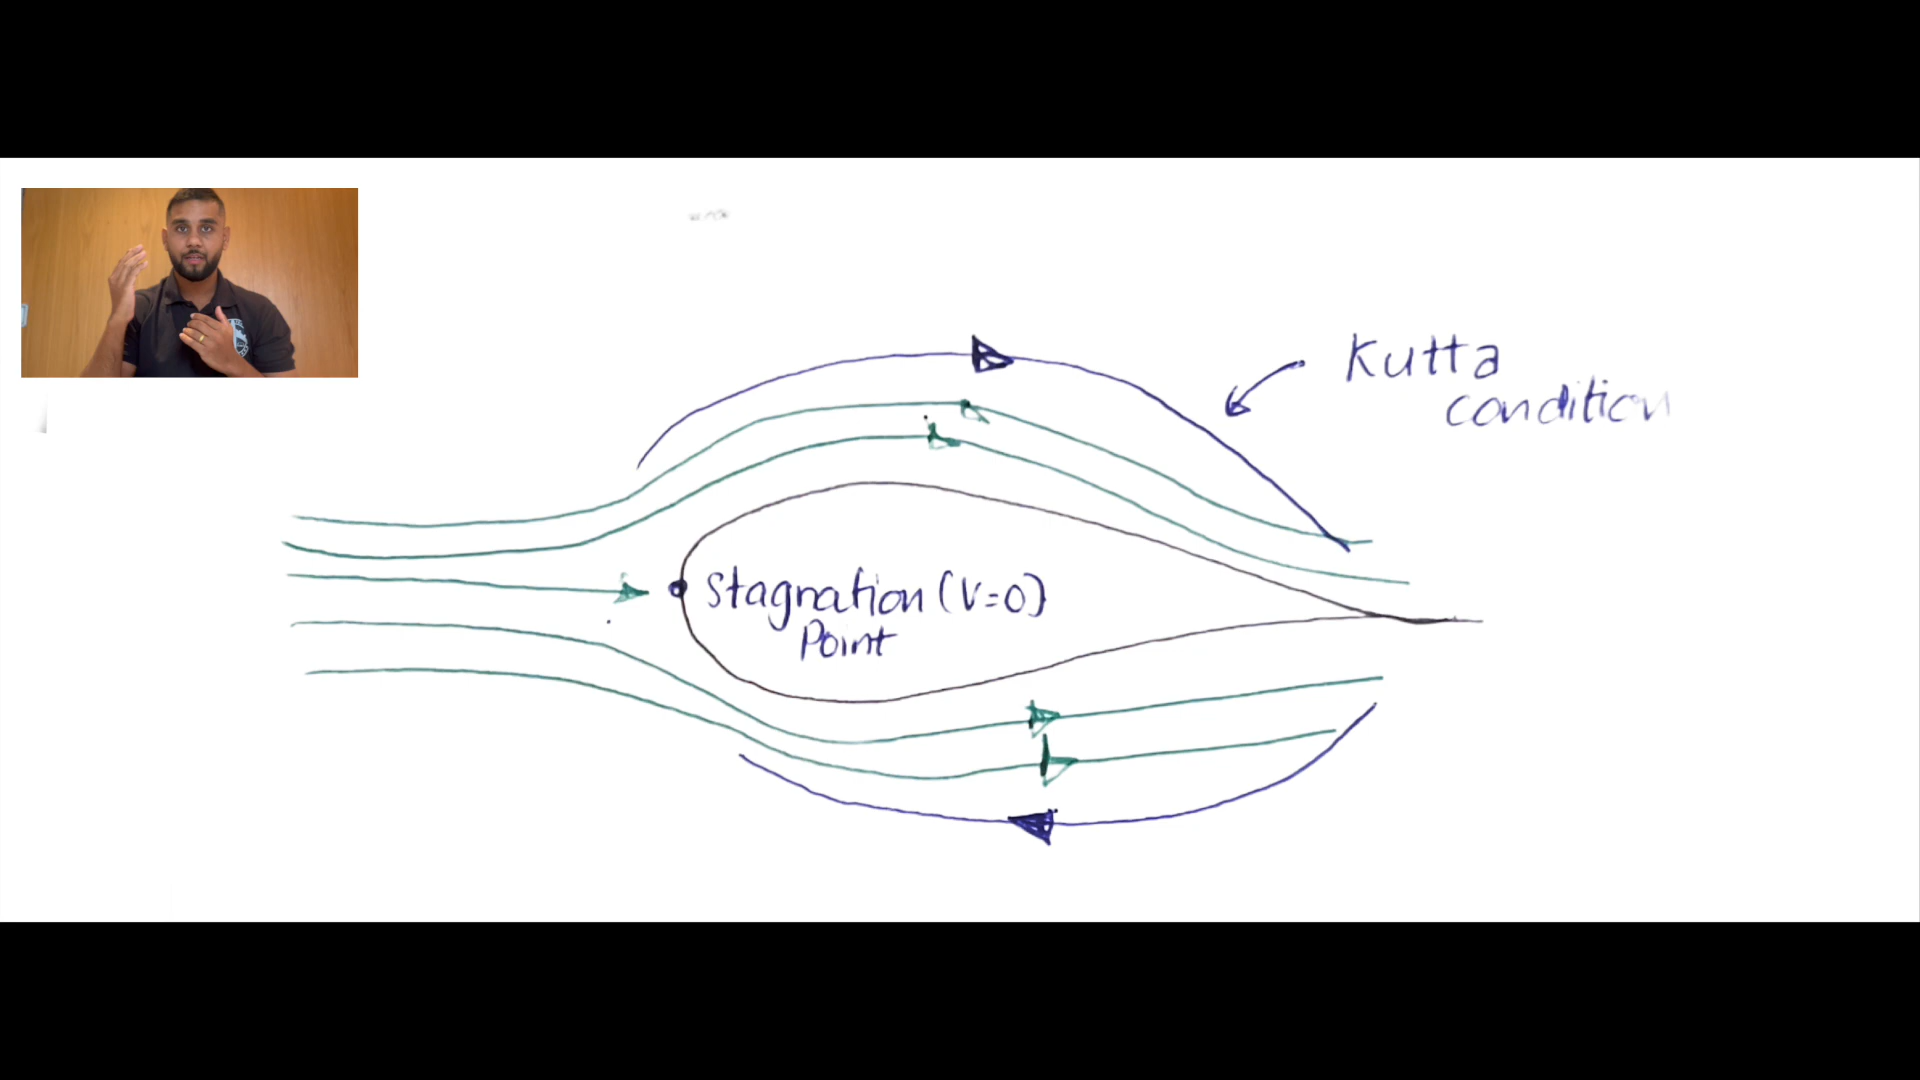 Kutta
condition
Stagnation (V=0)
Point